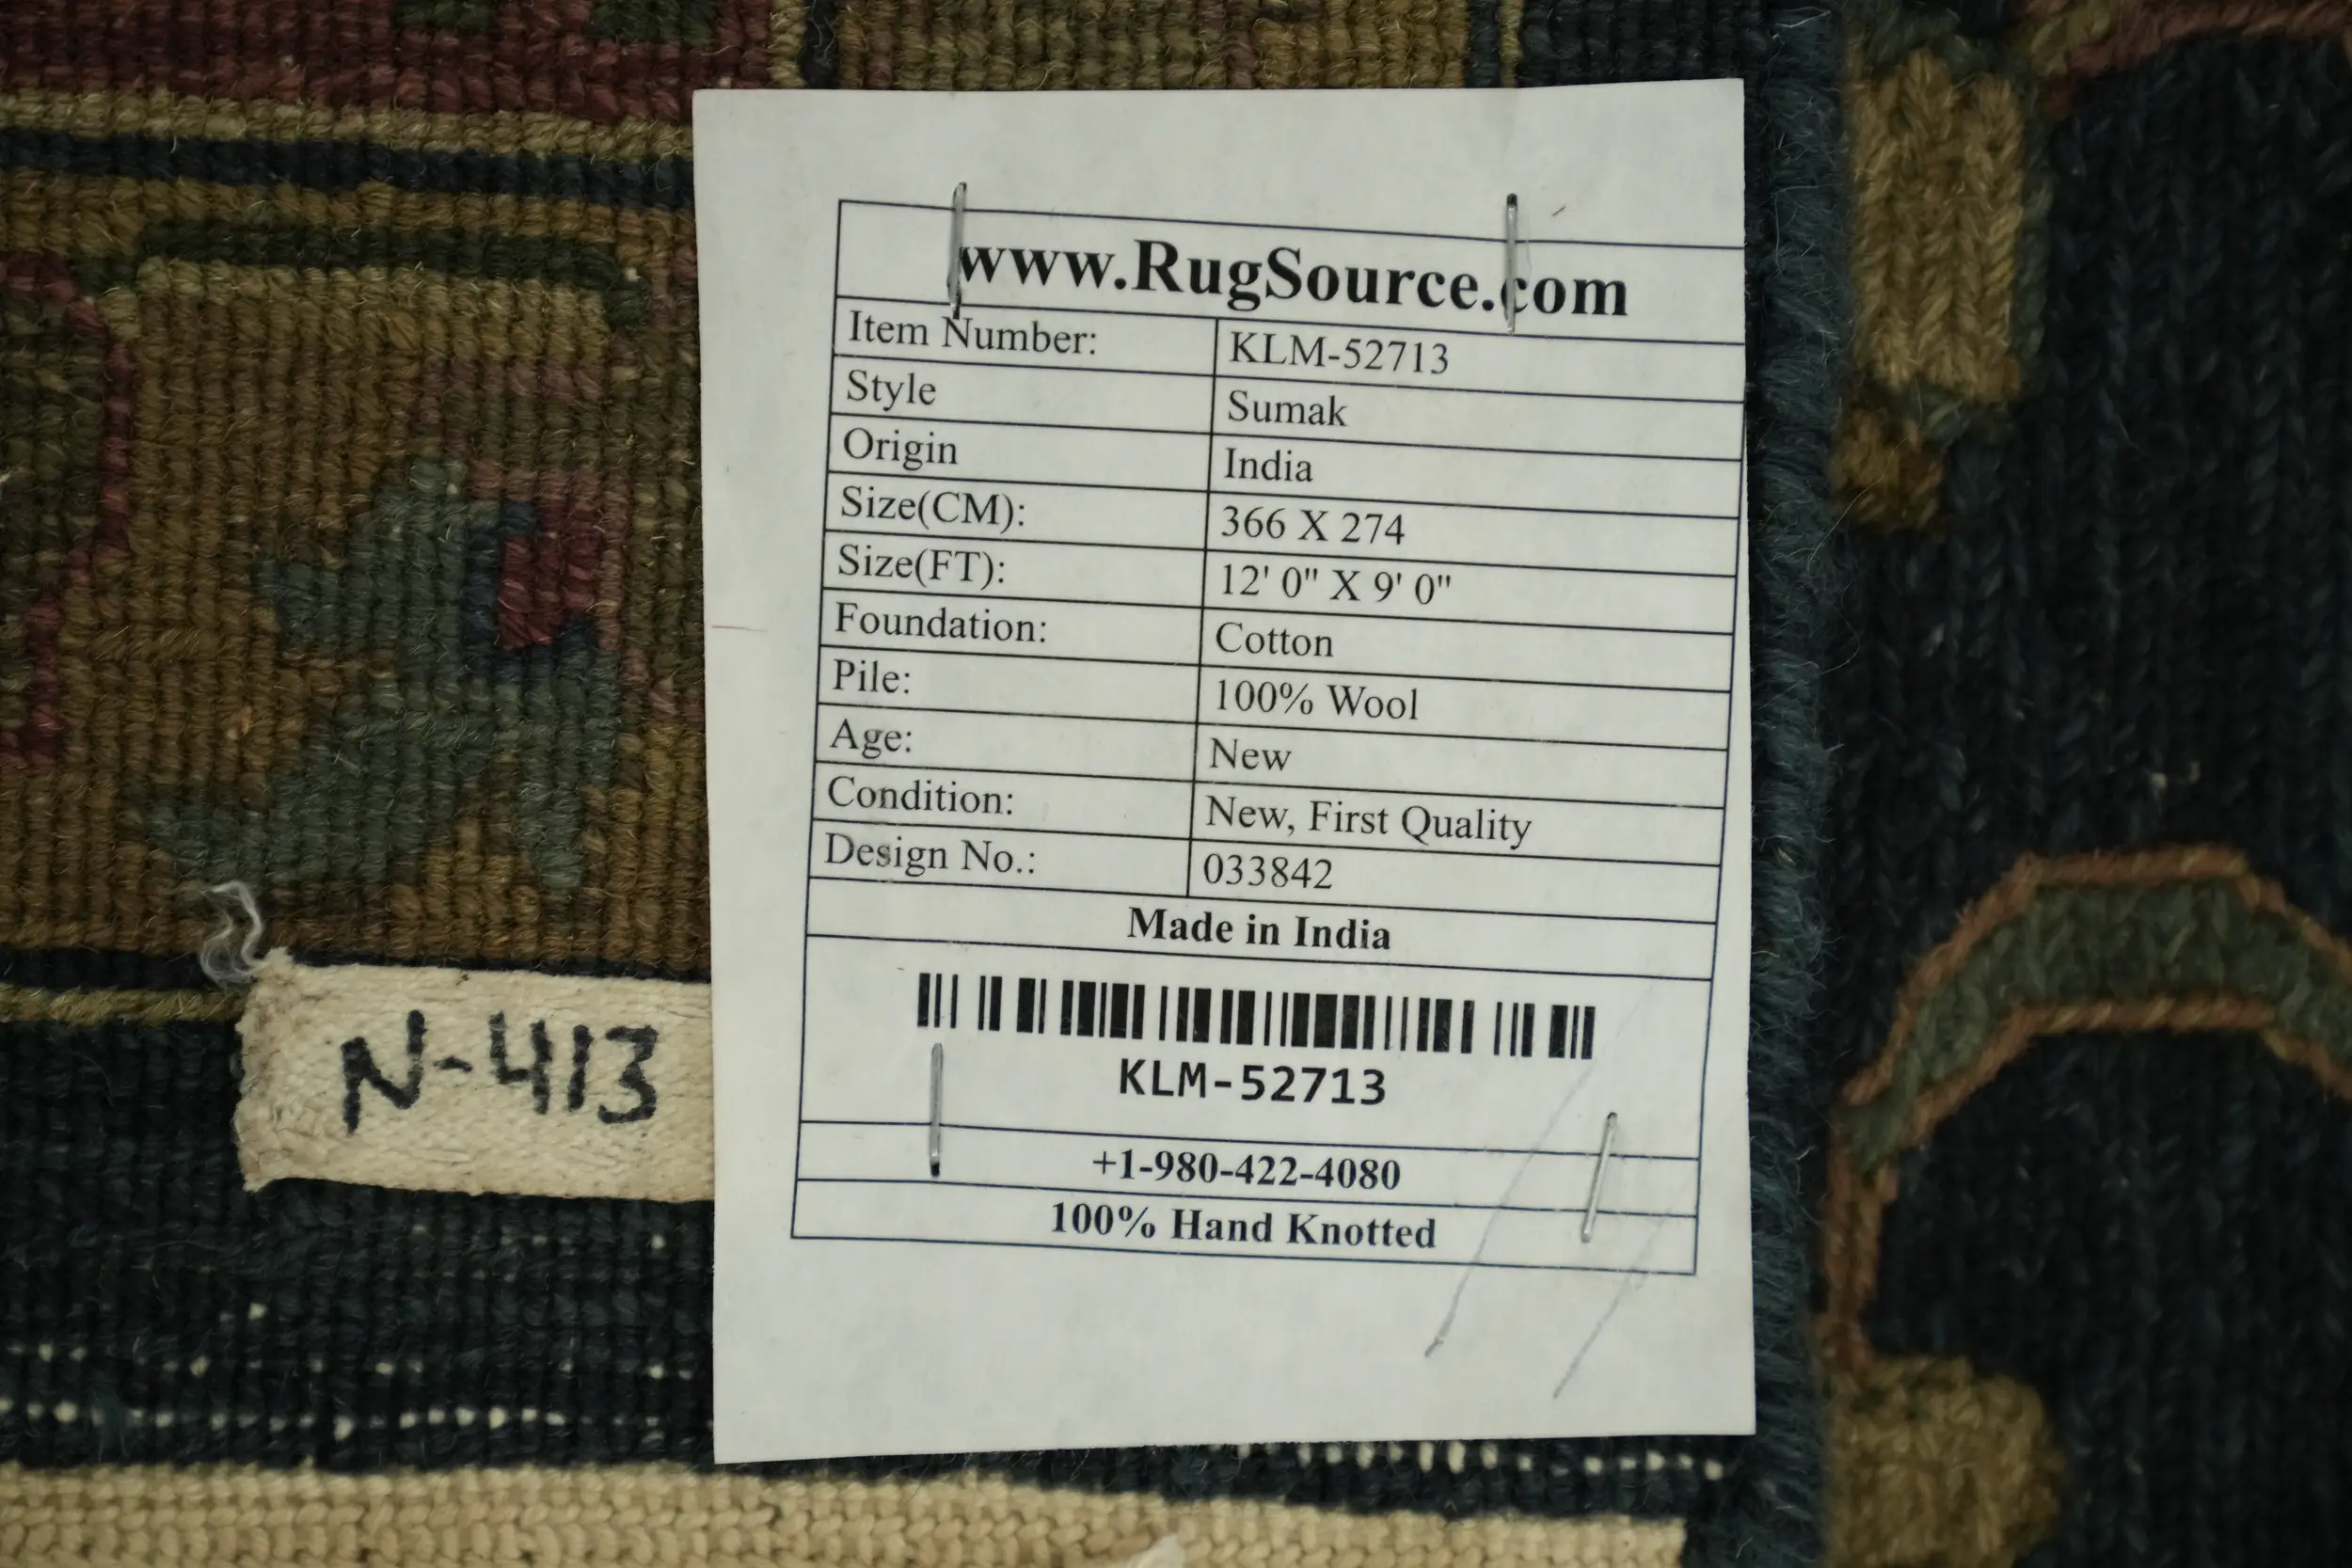 www.RugSource.com
Item Number: KLM-52713
Style Sumak
Origin India
Size(CM): 366 X 274
Size(FT): 12' 0" X 9' 0"
Foundation: Cotton
Pile: 100% Wool
Age: New
Condition: New, First Quality
Design No.: 033842
Made in India
KLM-52713
+1-980-422-4080
100% Hand Knotted
N-413